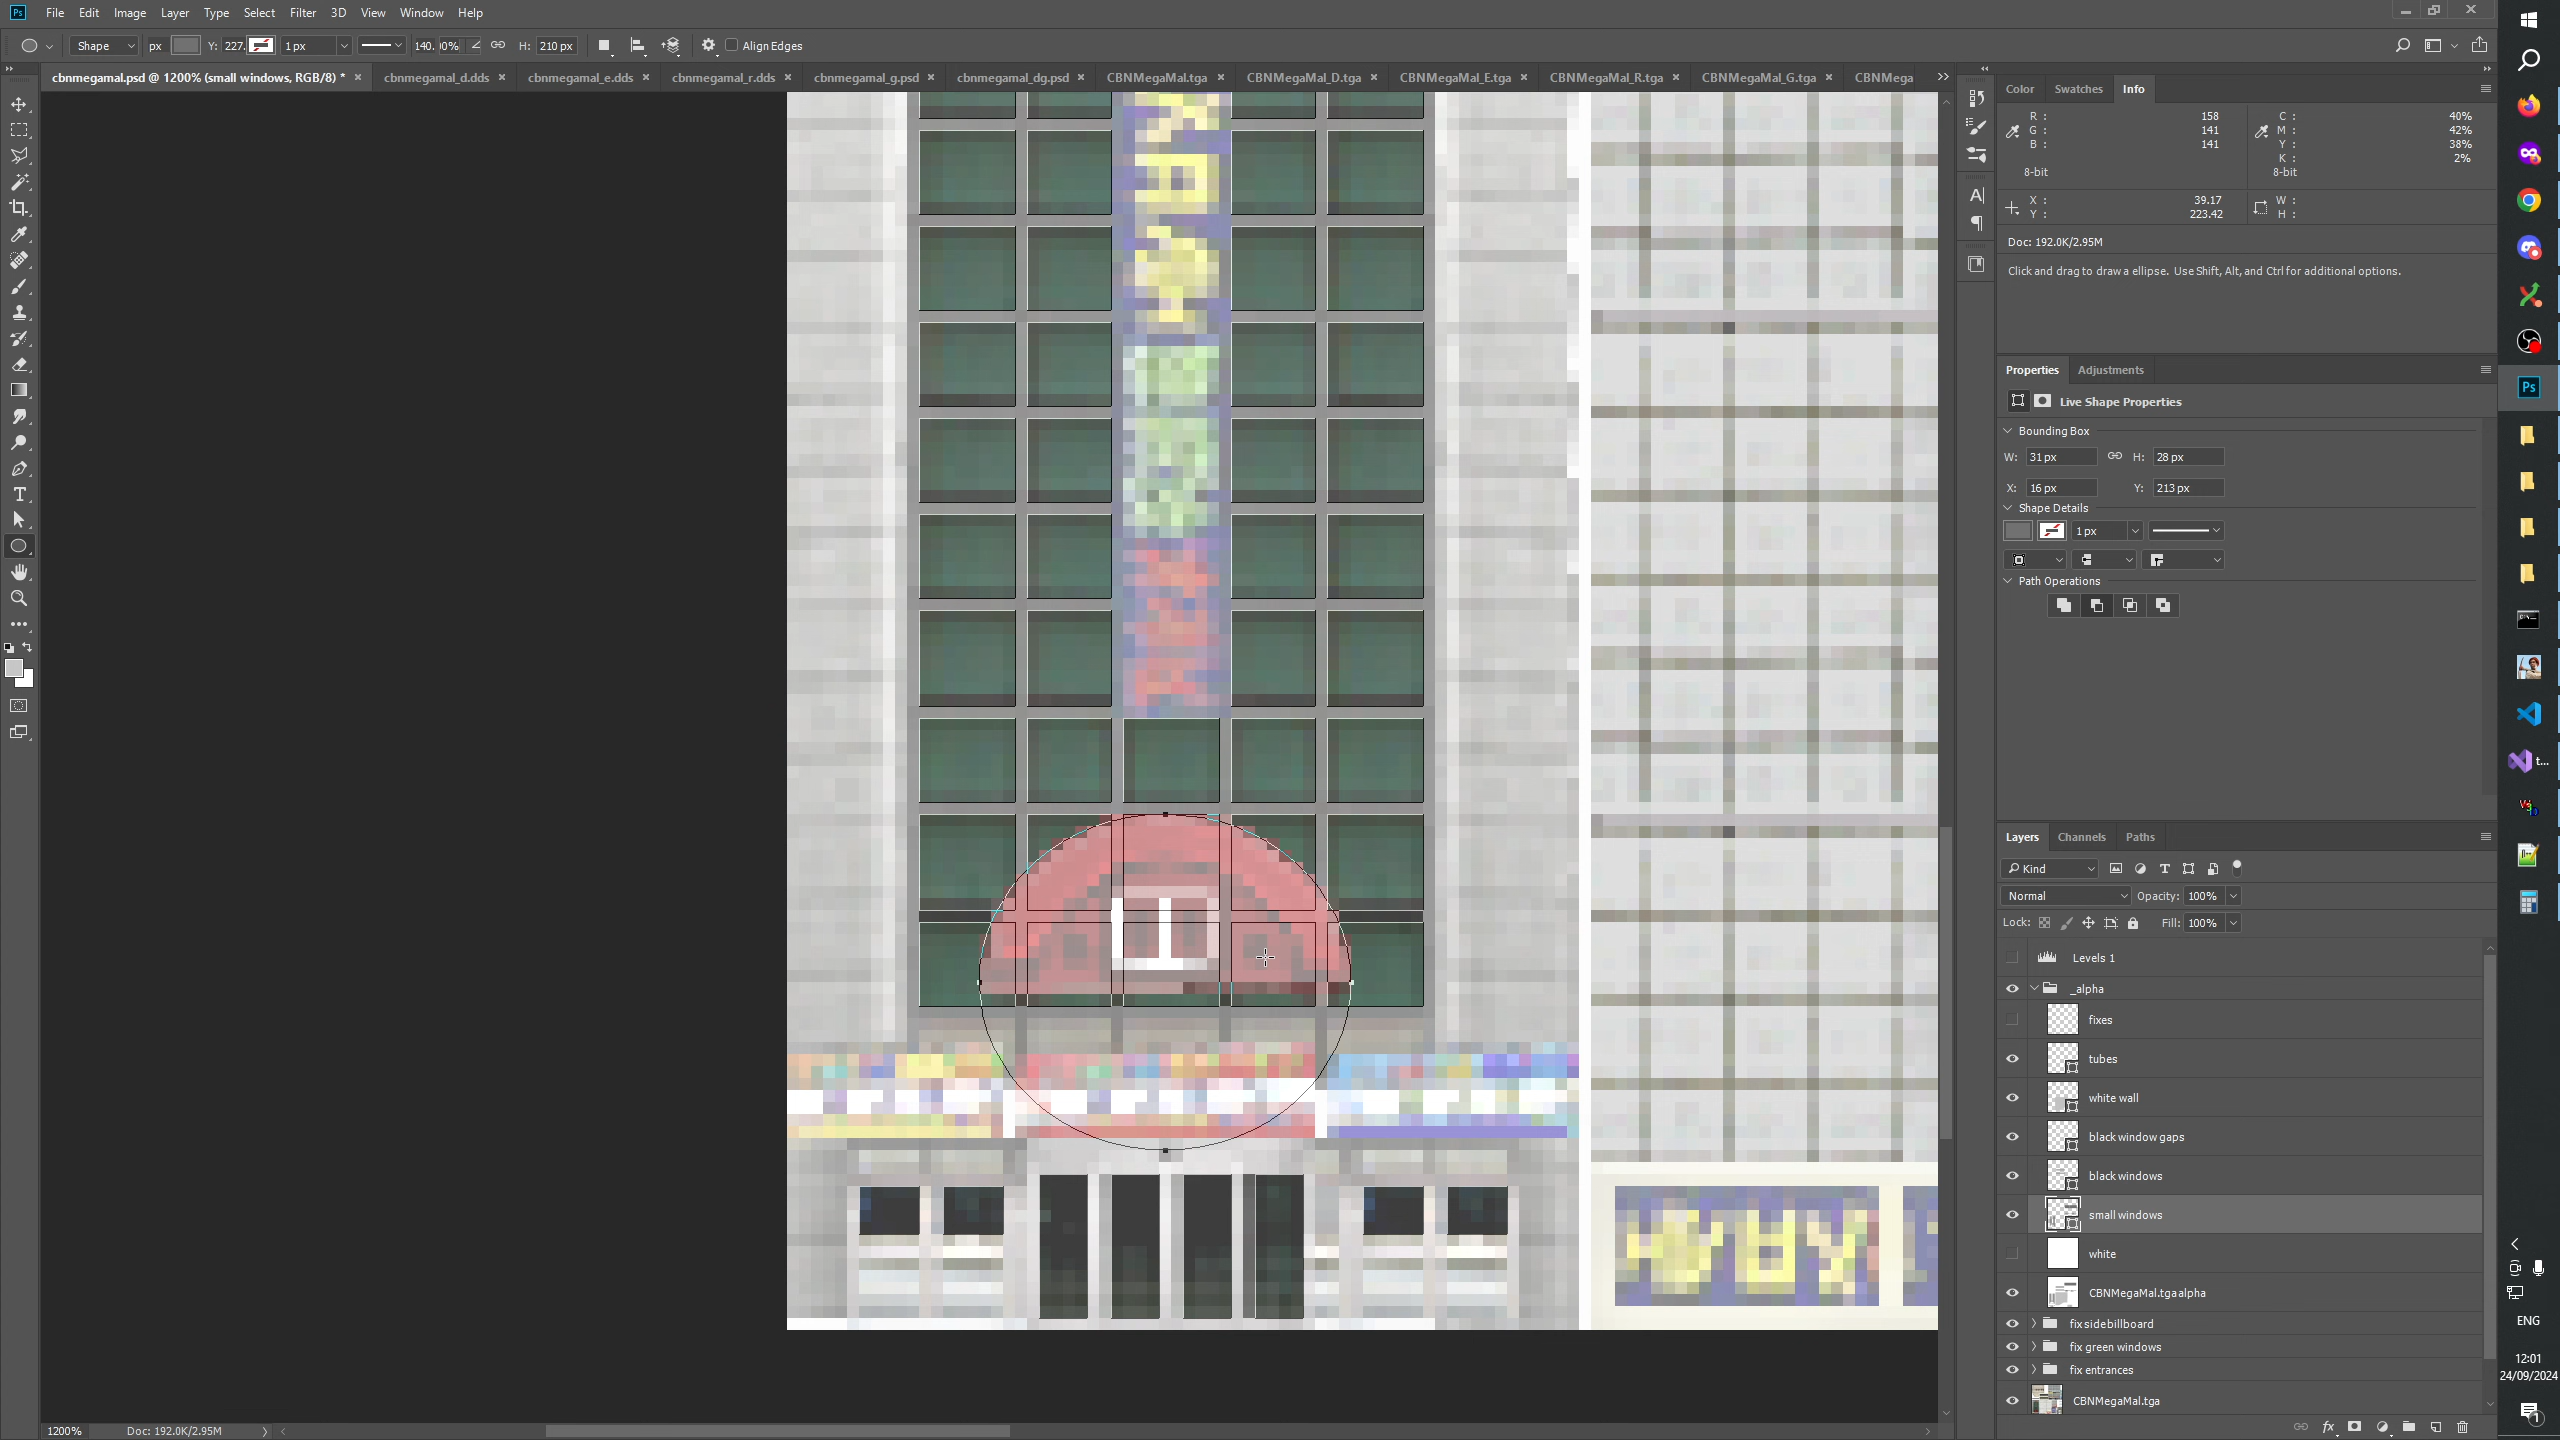 Ps File Edit Image Layer Type Select Filter 3D View Window Help
Shape px Y: 227. 1 px 140. 00% H: 210 px Align Edges
cbnmegamal.psd @ 1200% (small windows, RGB/8) * cbnmegamal_d.dds cbnmegamal_e.dds cbnmegamal_r.dds cbnmegamal_g.psd cbnmegamal_dg.psd CBNMegaMal.tga CBNMegaMal_D.tga CBNMegaMal_E.tga CBNMegaMal_R.tga CBNMegaMal_G.tga CBNMega
Color Swatches Info
R : 158 C : 40%
G : 141 M : 42%
B : 141 Y : 38%
K : 2%
8-bit 8-bit
X : 39.17 W :
Y : 223.42 H :
Doc: 192.0K/2.95M
Click and drag to draw a ellipse. Use Shift, Alt, and Ctrl for additional options.
Properties Adjustments
Live Shape Properties
Bounding Box
W: 31 px H: 28 px
X: 16 px Y: 213 px
Shape Details
1 px
Path Operations
Layers Channels Paths
Kind
Normal Opacity: 100%
Lock: Fill: 100%
Levels 1
_alpha
fixes
tubes
white wall
black window gaps
black windows
small windows
white
CBNMegaMal.tga alpha
fix side billboard
fix green windows
fix entrances
CBNMegaMal.tga
1200% Doc: 192.0K/2.95M
Ps
t...
ENG
12:01
24/09/2024
1